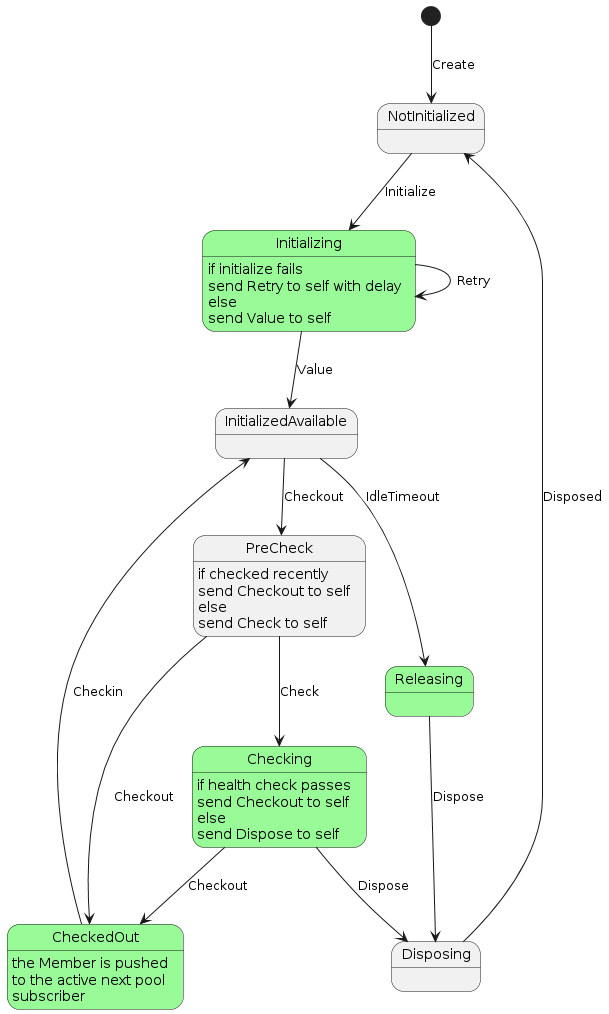 Create
NotInitialized
Initialize
Initializing
if initialize fails
send Retry to self with delay
else
send Value to self
Retry
Value
InitializedAvailable
Checkout
IdleTimeout
Disposed
PreCheck
if checked recently
send Checkout to self
else
send Check to self
Releasing
Checkin
Check
Checking
if health check passes
send Checkout to self
else
send Dispose to self
Checkout
Dispose
Checkout
Dispose
CheckedOut
the Member is pushed
to the active next pool
subscriber
Disposing